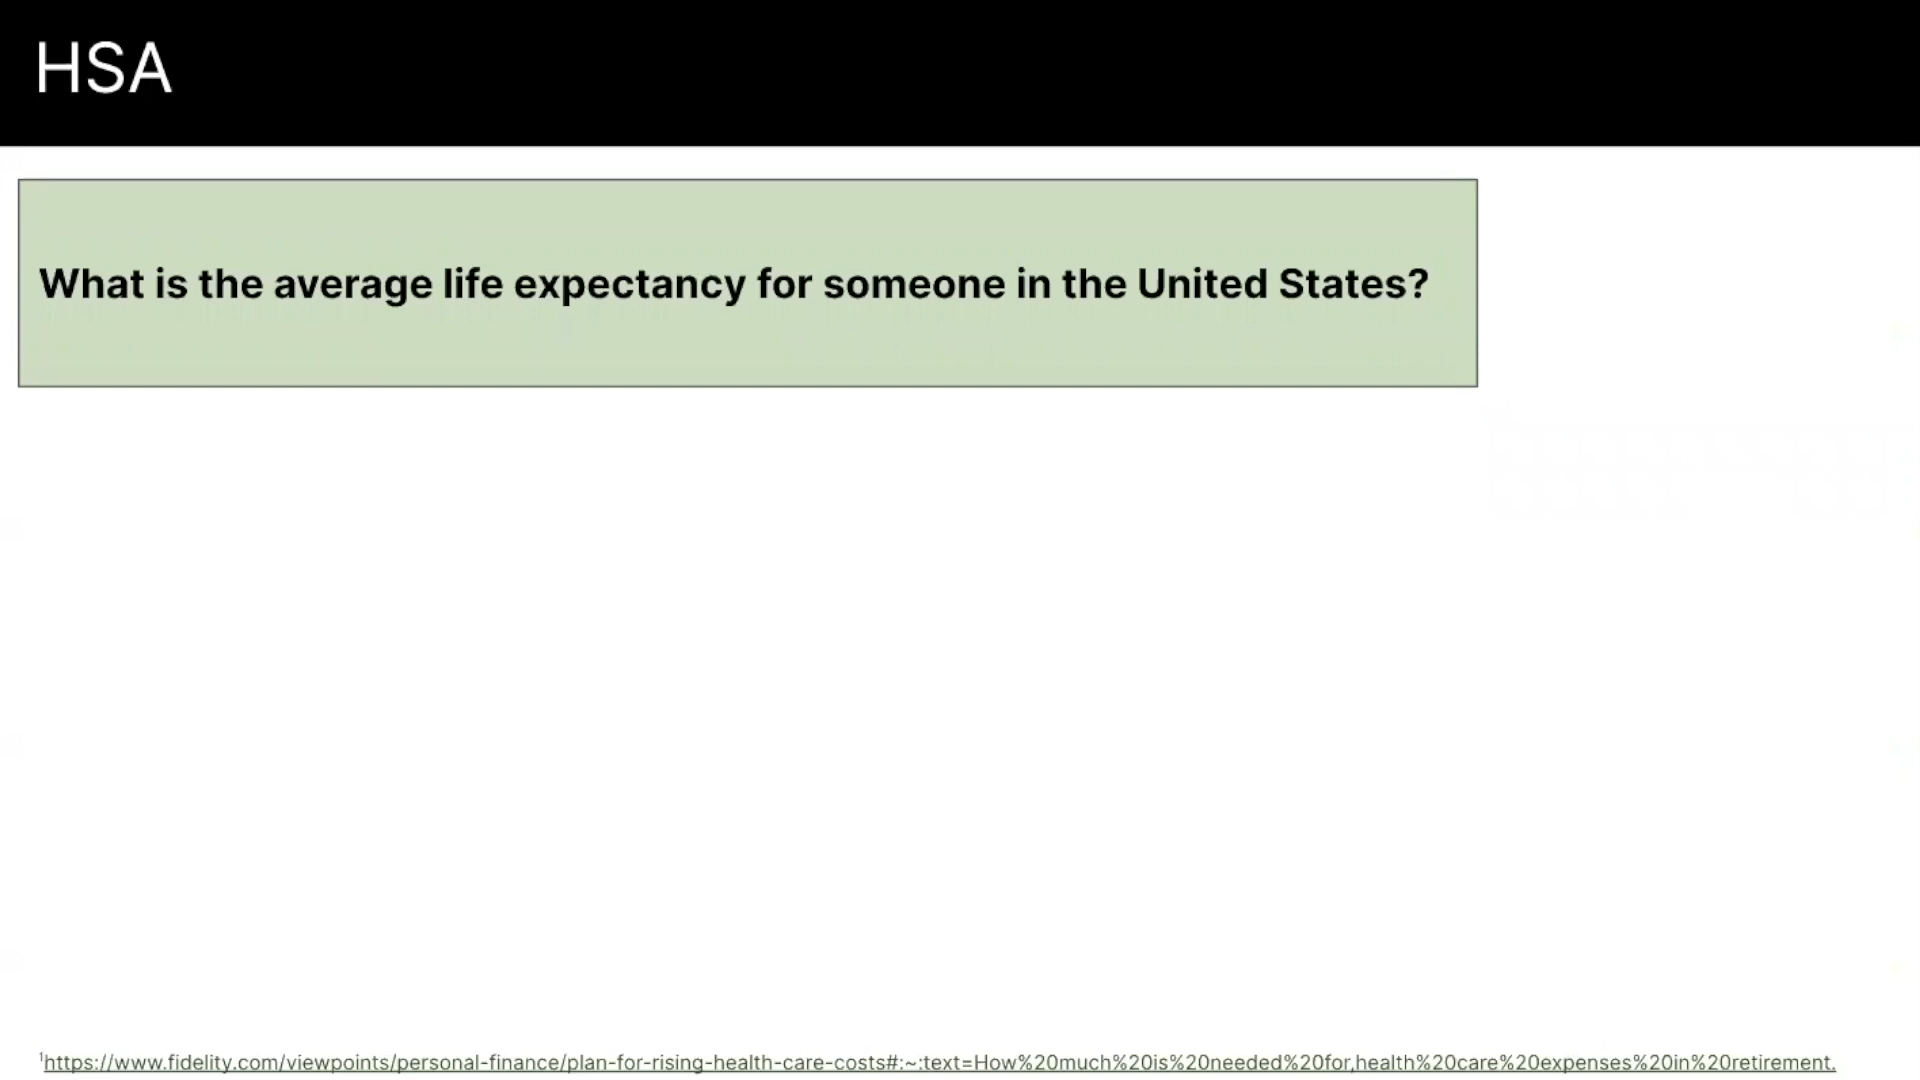 HSA
What is the average life expectancy for someone in the United States?
¹https://www.fidelity.com/viewpoints/personal-finance/plan-for-rising-health-care-costs#:~:text=How%20much%20is%20needed%20for,health%20care%20expenses%20in%20retirement.